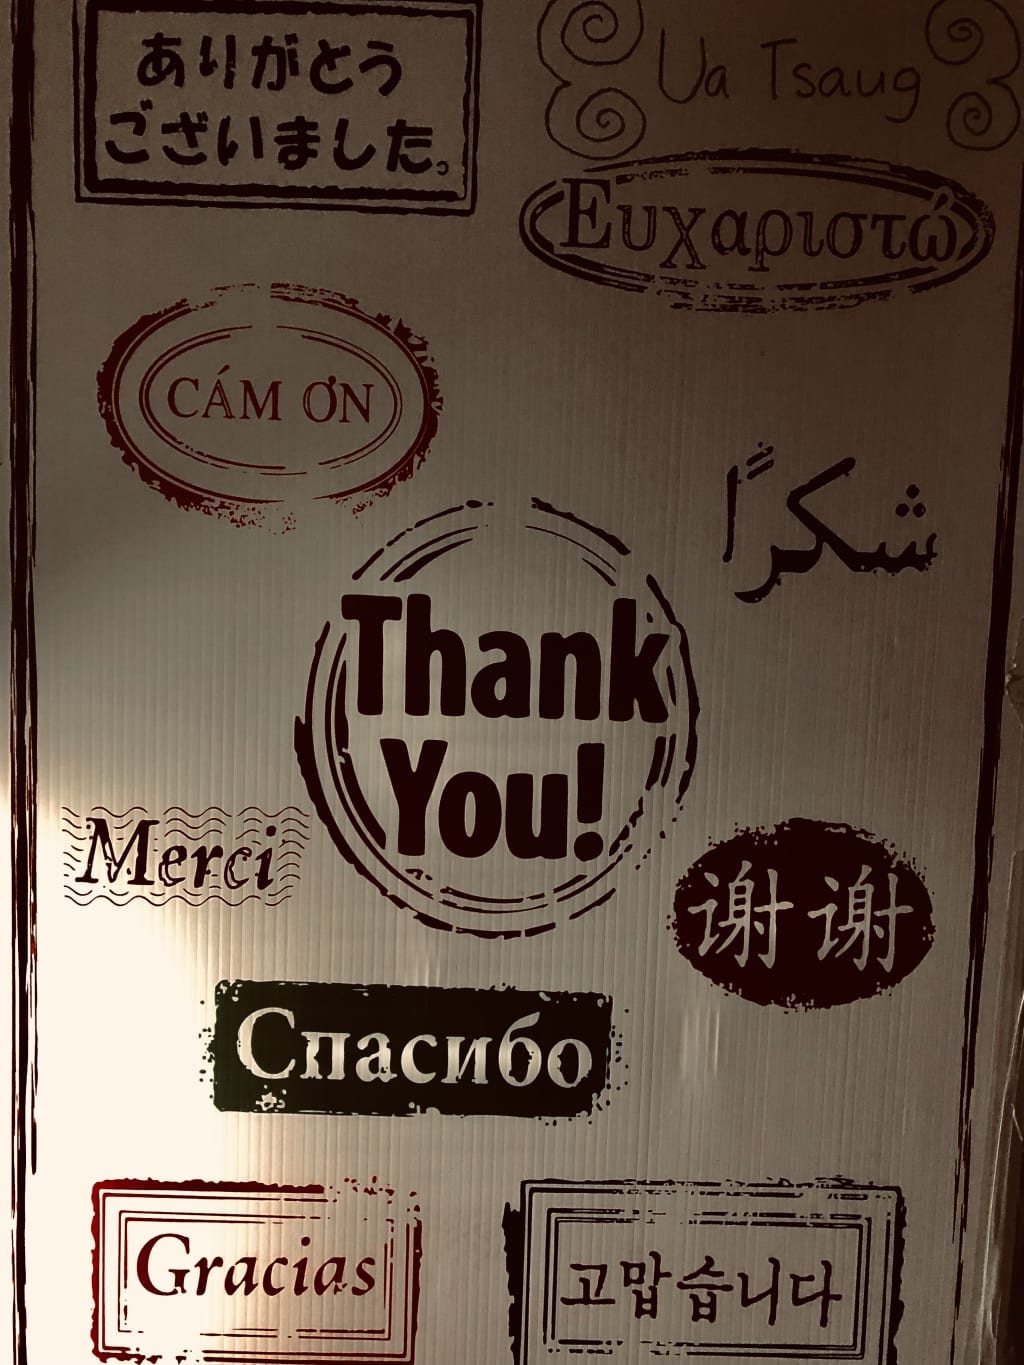 ありがとう
ございました。
Ua Tsaug
Ευχαριστώ
CÁM ƠN
شكرًا
Thank
You!
Merci
谢谢
Спасибо
Gracias
고맙습니다